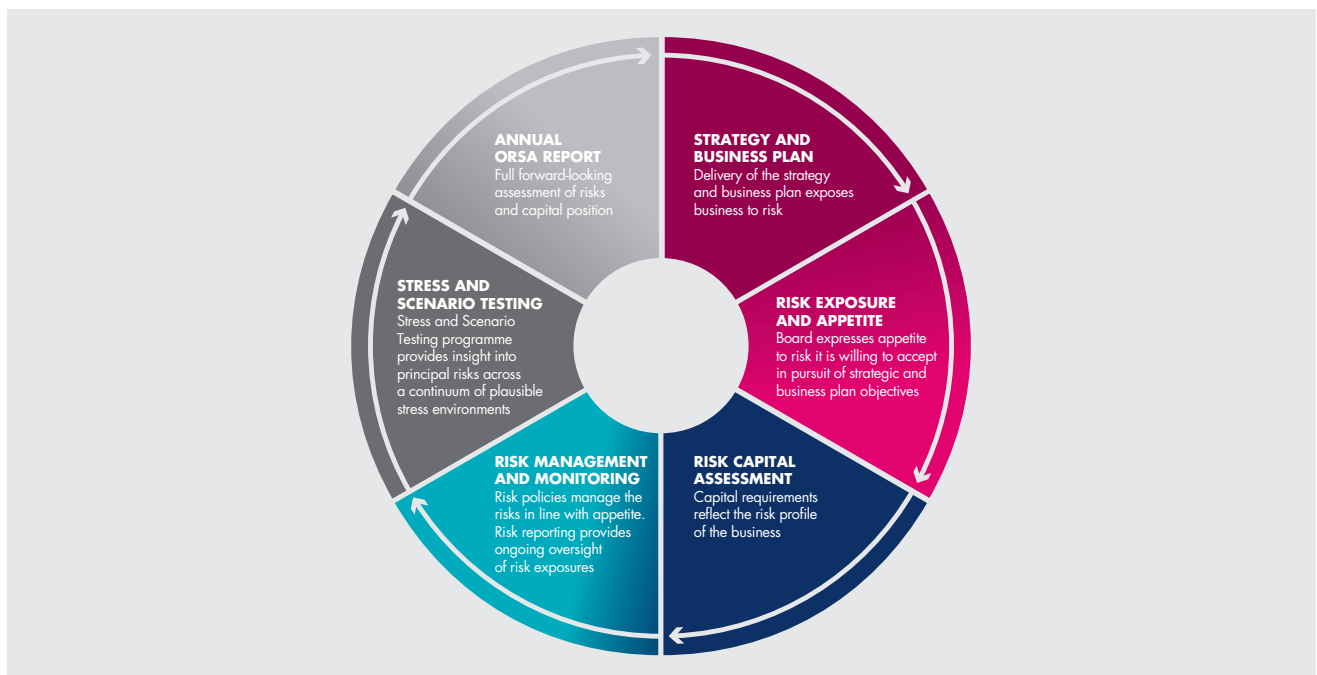 ANNUAL
ORSA REPORT
Full forward-looking
assessment of risks
and capital position
STRATEGY AND
BUSINESS PLAN
Delivery of the strategy
and business plan exposes
business to risk
STRESS AND
SCENARIO TESTING
Stress and Scenario
Testing programme
provides insight into
principal risks across
a continuum of plausible
stress environments
RISK EXPOSURE
AND APPETITE
Board expresses appetite
to risk it is willing to accept
in pursuit of strategic and
business plan objectives
RISK MANAGEMENT
AND MONITORING
Risk policies manage the
risks in line with appetite.
Risk reporting provides
ongoing oversight
of risk exposures
RISK CAPITAL
ASSESSMENT
Capital requirements
reflect the risk profile
of the business